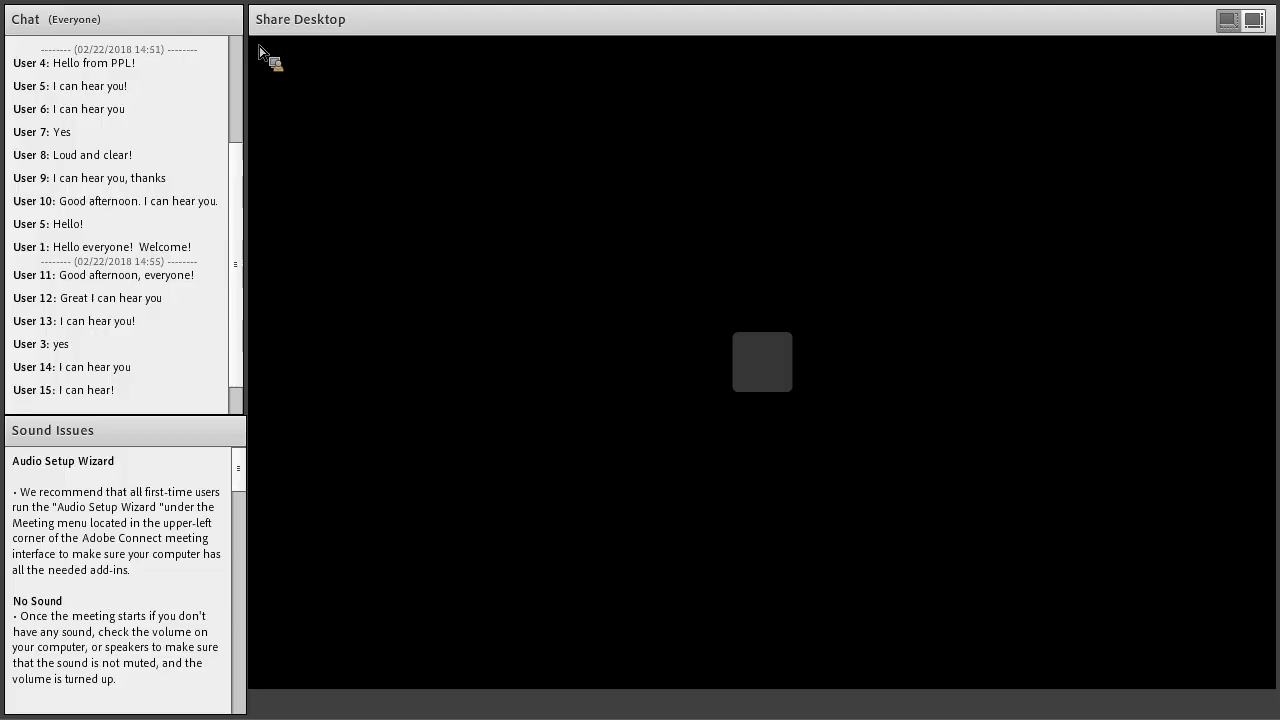 Chat (Everyone)
-------- (02/22/2018 14:51) --------
User 4: Hello from PPL!
User 5: I can hear you!
User 6: I can hear you
User 7: Yes
User 8: Loud and clear!
User 9: I can hear you, thanks
User 10: Good afternoon. I can hear you.
User 5: Hello!
User 1: Hello everyone!  Welcome!
-------- (02/22/2018 14:55) --------
User 11: Good afternoon, everyone!
User 12: Great I can hear you
User 13: I can hear you!
User 3: yes
User 14: I can hear you
User 15: I can hear!
Sound Issues
Audio Setup Wizard
• We recommend that all first-time users
run the "Audio Setup Wizard "under the
Meeting menu located in the upper-left
corner of the Adobe Connect meeting
interface to make sure your computer has
all the needed add-ins.
No Sound
• Once the meeting starts if you don't
have any sound, check the volume on
your computer, or speakers to make sure
that the sound is not muted, and the
volume is turned up.
Share Desktop